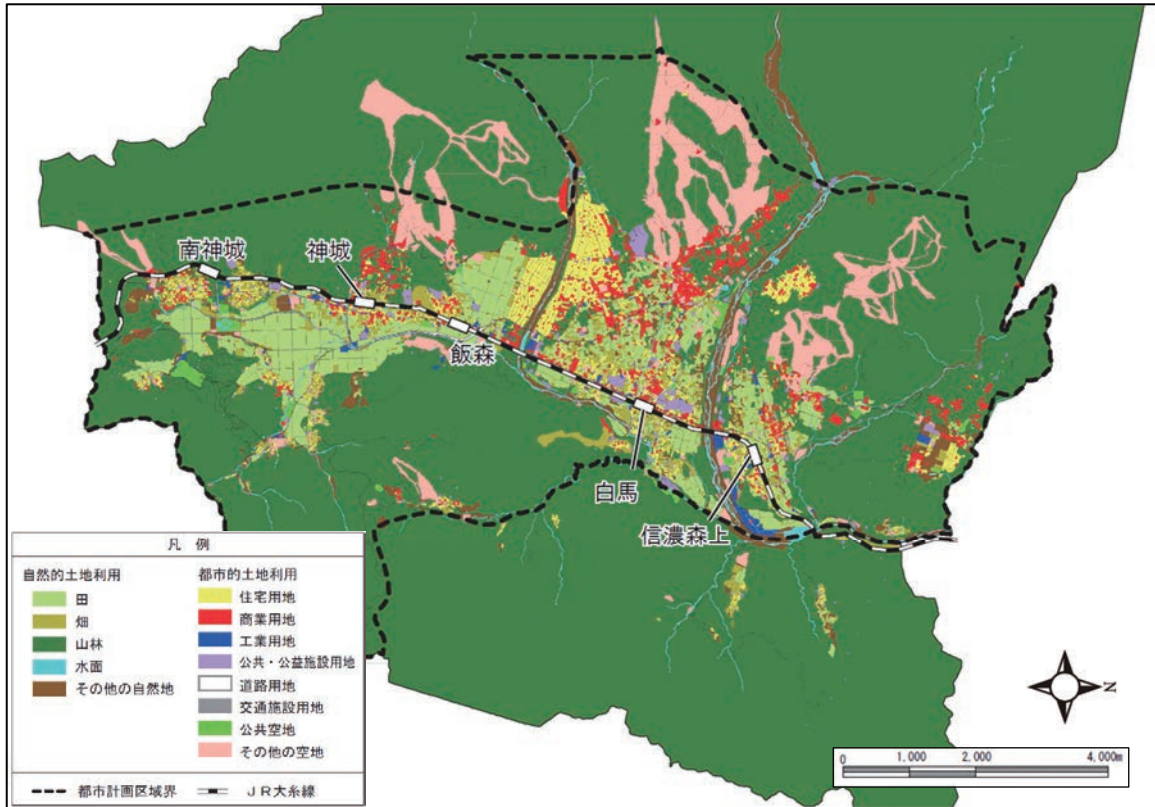 南神城
神城
飯森
白馬
信濃森上
凡 例
自然的土地利用
田
畑
山林
水面
その他の自然地
都市的土地利用
住宅用地
商業用地
工業用地
公共・公益施設用地
道路用地
交通施設用地
公共空地
その他の空地
都市計画区域界
JR大糸線
N
0 1,000 2,000 4,000m